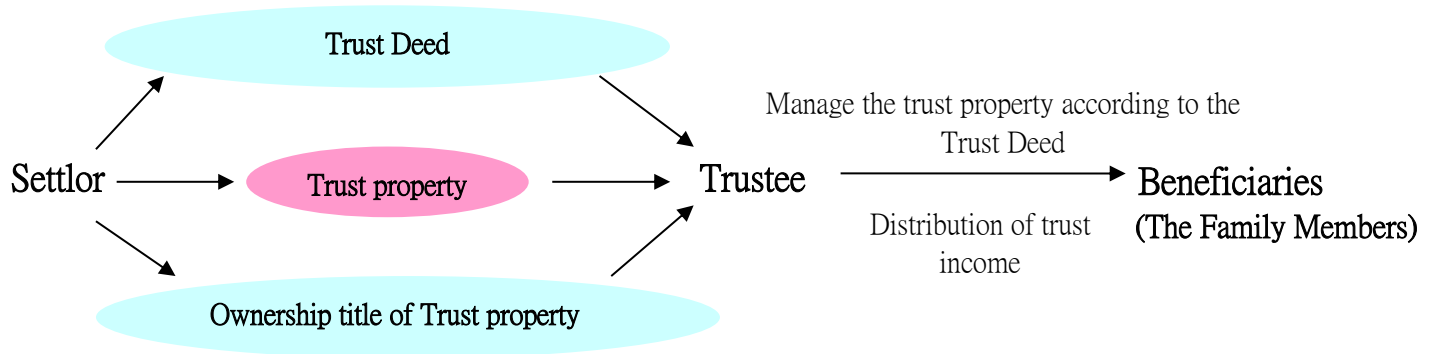 Trust Deed
Manage the trust property according to the
Trust Deed
Settlor
Trust property
Trustee
Beneficiaries
(The Family Members)
Distribution of trust
income
Ownership title of Trust property